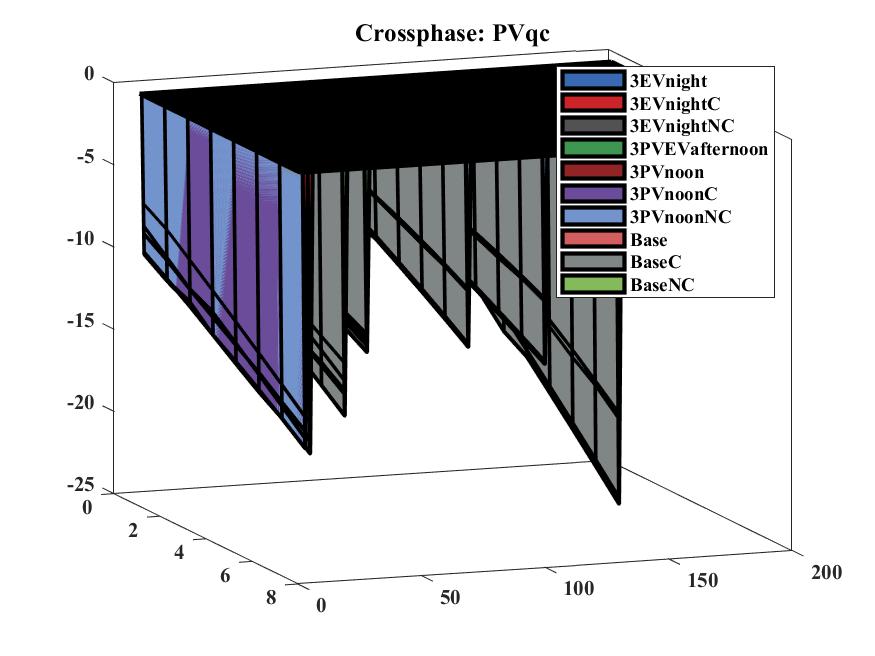 Crossphase: PVqc
0
-5
-10
-15
-20
-25
0
2
4
6
8
0
50
100
150
200
3EVnight
3EVnightC
3EVnightNC
3PVEVafternoon
3PVnoon
3PVnoonC
3PVnoonNC
Base
BaseC
BaseNC